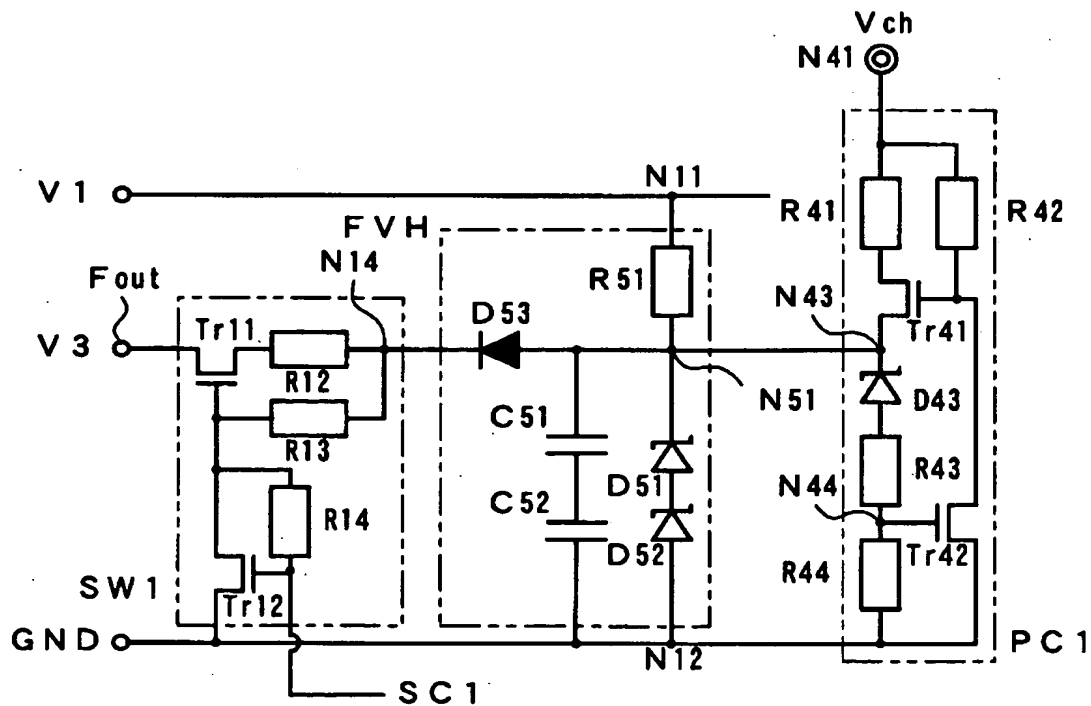 Vch
N41
V1
N11
R41
R42
FVH
N14
R51
Fout
D53
N43
Tr11
Tr41
V3
R12
N51
D43
C51
R13
R43
D51
N44
C52
R14
D52
Tr42
R44
SW1
Tr12
GND
N12
PC1
SC1